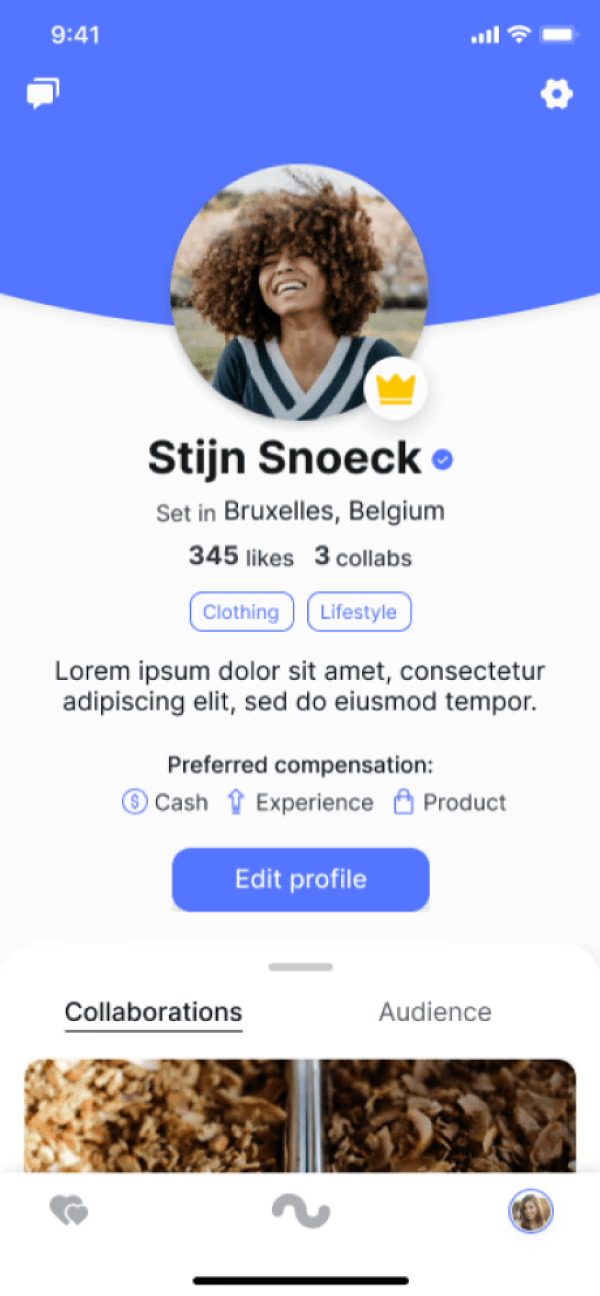 9:41
Stijn Snoeck
Set in Bruxelles, Belgium
345 likes 3 collabs
Clothing Lifestyle
Lorem ipsum dolor sit amet, consectetur
adipiscing elit, sed do eiusmod tempor.
Preferred compensation:
$ Cash Experience Product
Edit profile
Collaborations Audience